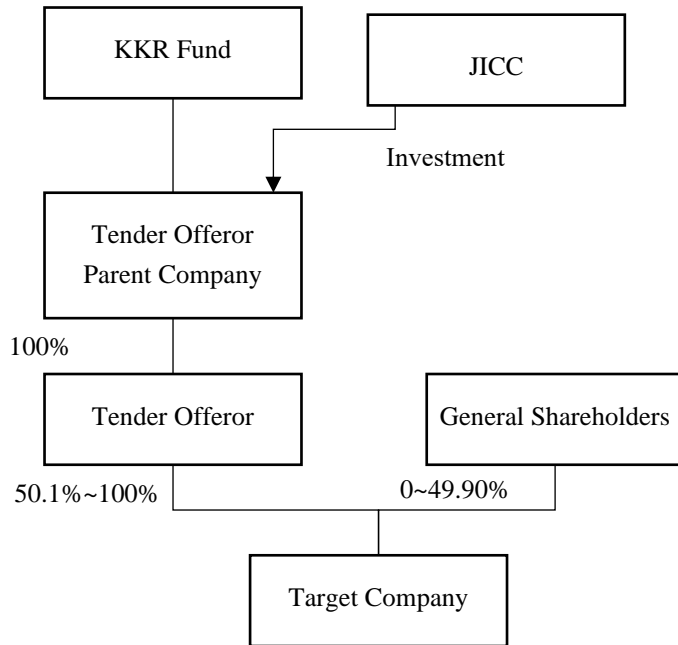 KKR Fund
JICC
Investment
Tender Offeror
Parent Company
100%
Tender Offeror
General Shareholders
50.1%~100%
0~49.90%
Target Company